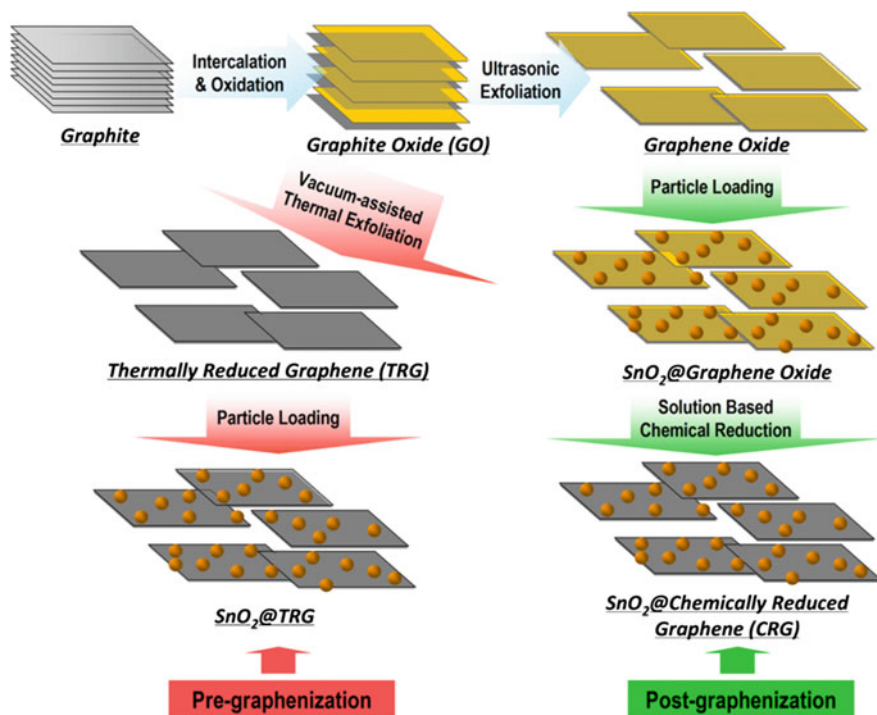 Intercalation
& Oxidation
Ultrasonic
Exfoliation
Graphite
Graphite Oxide (GO)
Graphene Oxide
Vacuum-assisted
Thermal Exfoliation
Particle Loading
Thermally Reduced Graphene (TRG)
SnO₂@Graphene Oxide
Particle Loading
Solution Based
Chemical Reduction
SnO₂@TRG
SnO₂@Chemically Reduced
Graphene (CRG)
Pre-graphenization
Post-graphenization